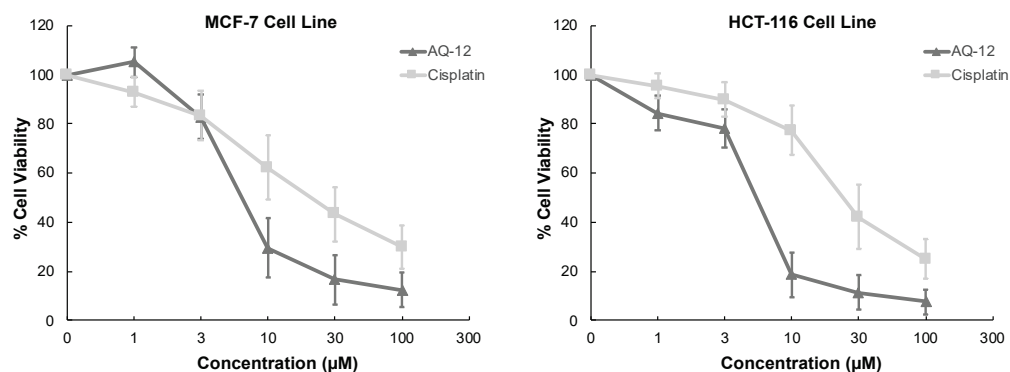 MCF-7 Cell Line
AQ-12
Cisplatin
% Cell Viability
120
100
80
60
40
20
0
0 1 3 10 30 100 300
Concentration (µM)
HCT-116 Cell Line
AQ-12
Cisplatin
% Cell Viability
120
100
80
60
40
20
0
0 1 3 10 30 100 300
Concentration (µM)